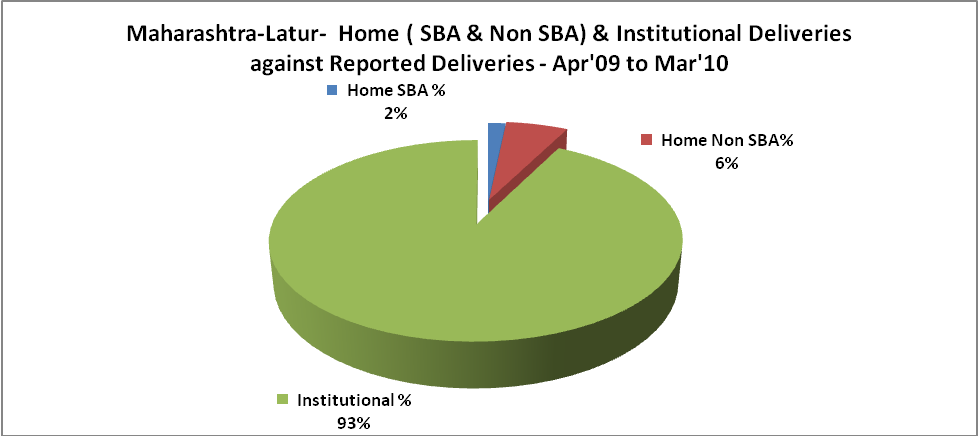 Maharashtra-Latur- Home ( SBA & Non SBA) & Institutional Deliveries
against Reported Deliveries - Apr'09 to Mar'10
Home SBA %
2%
Home Non SBA%
6%
Institutional %
93%